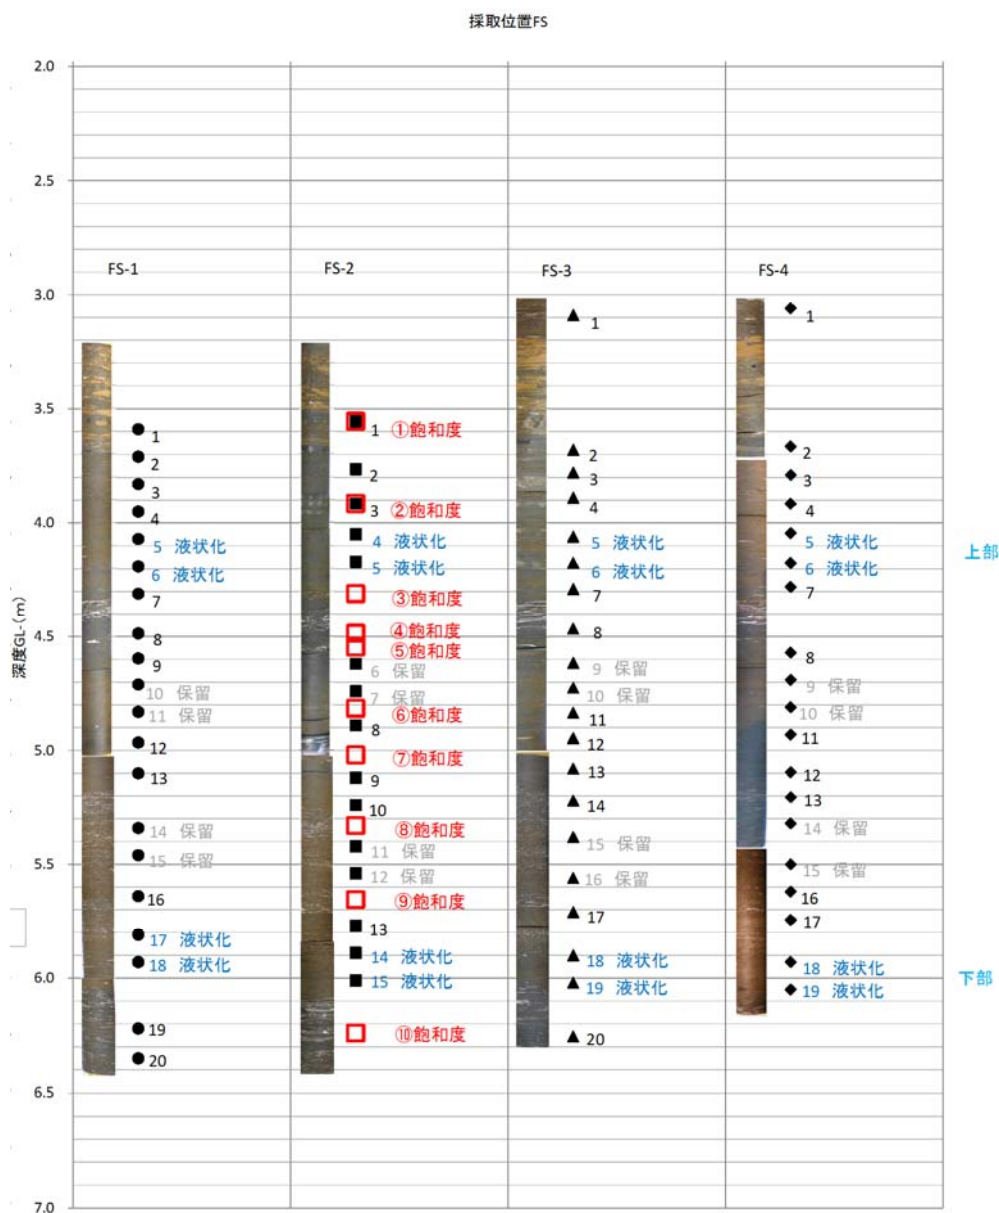 採取位置FS
深度GL-(m)
2.0
2.5
3.0
3.5
4.0
4.5
5.0
5.5
6.0
6.5
7.0
FS-1
1
2
3
4
5 液状化
6 液状化
7
8
9
10 保留
11 保留
12
13
14 保留
15 保留
16
17 液状化
18 液状化
19
20
FS-2
1 ①飽和度
2
3 ②飽和度
4 液状化
5 液状化
③飽和度
④飽和度
⑤飽和度
6 保留
7 保留
⑥飽和度
8
⑦飽和度
9
10
⑧飽和度
11 保留
12 保留
⑨飽和度
13
14 液状化
15 液状化
⑩飽和度
FS-3
1
2
3
4
5 液状化
6 液状化
7
8
9 保留
10 保留
11
12
13
14
15 保留
16 保留
17
18 液状化
19 液状化
20
FS-4
1
2
3
4
5 液状化
6 液状化
7
8
9 保留
10 保留
11
12
13
14 保留
15 保留
16
17
18 液状化
19 液状化
上部
下部